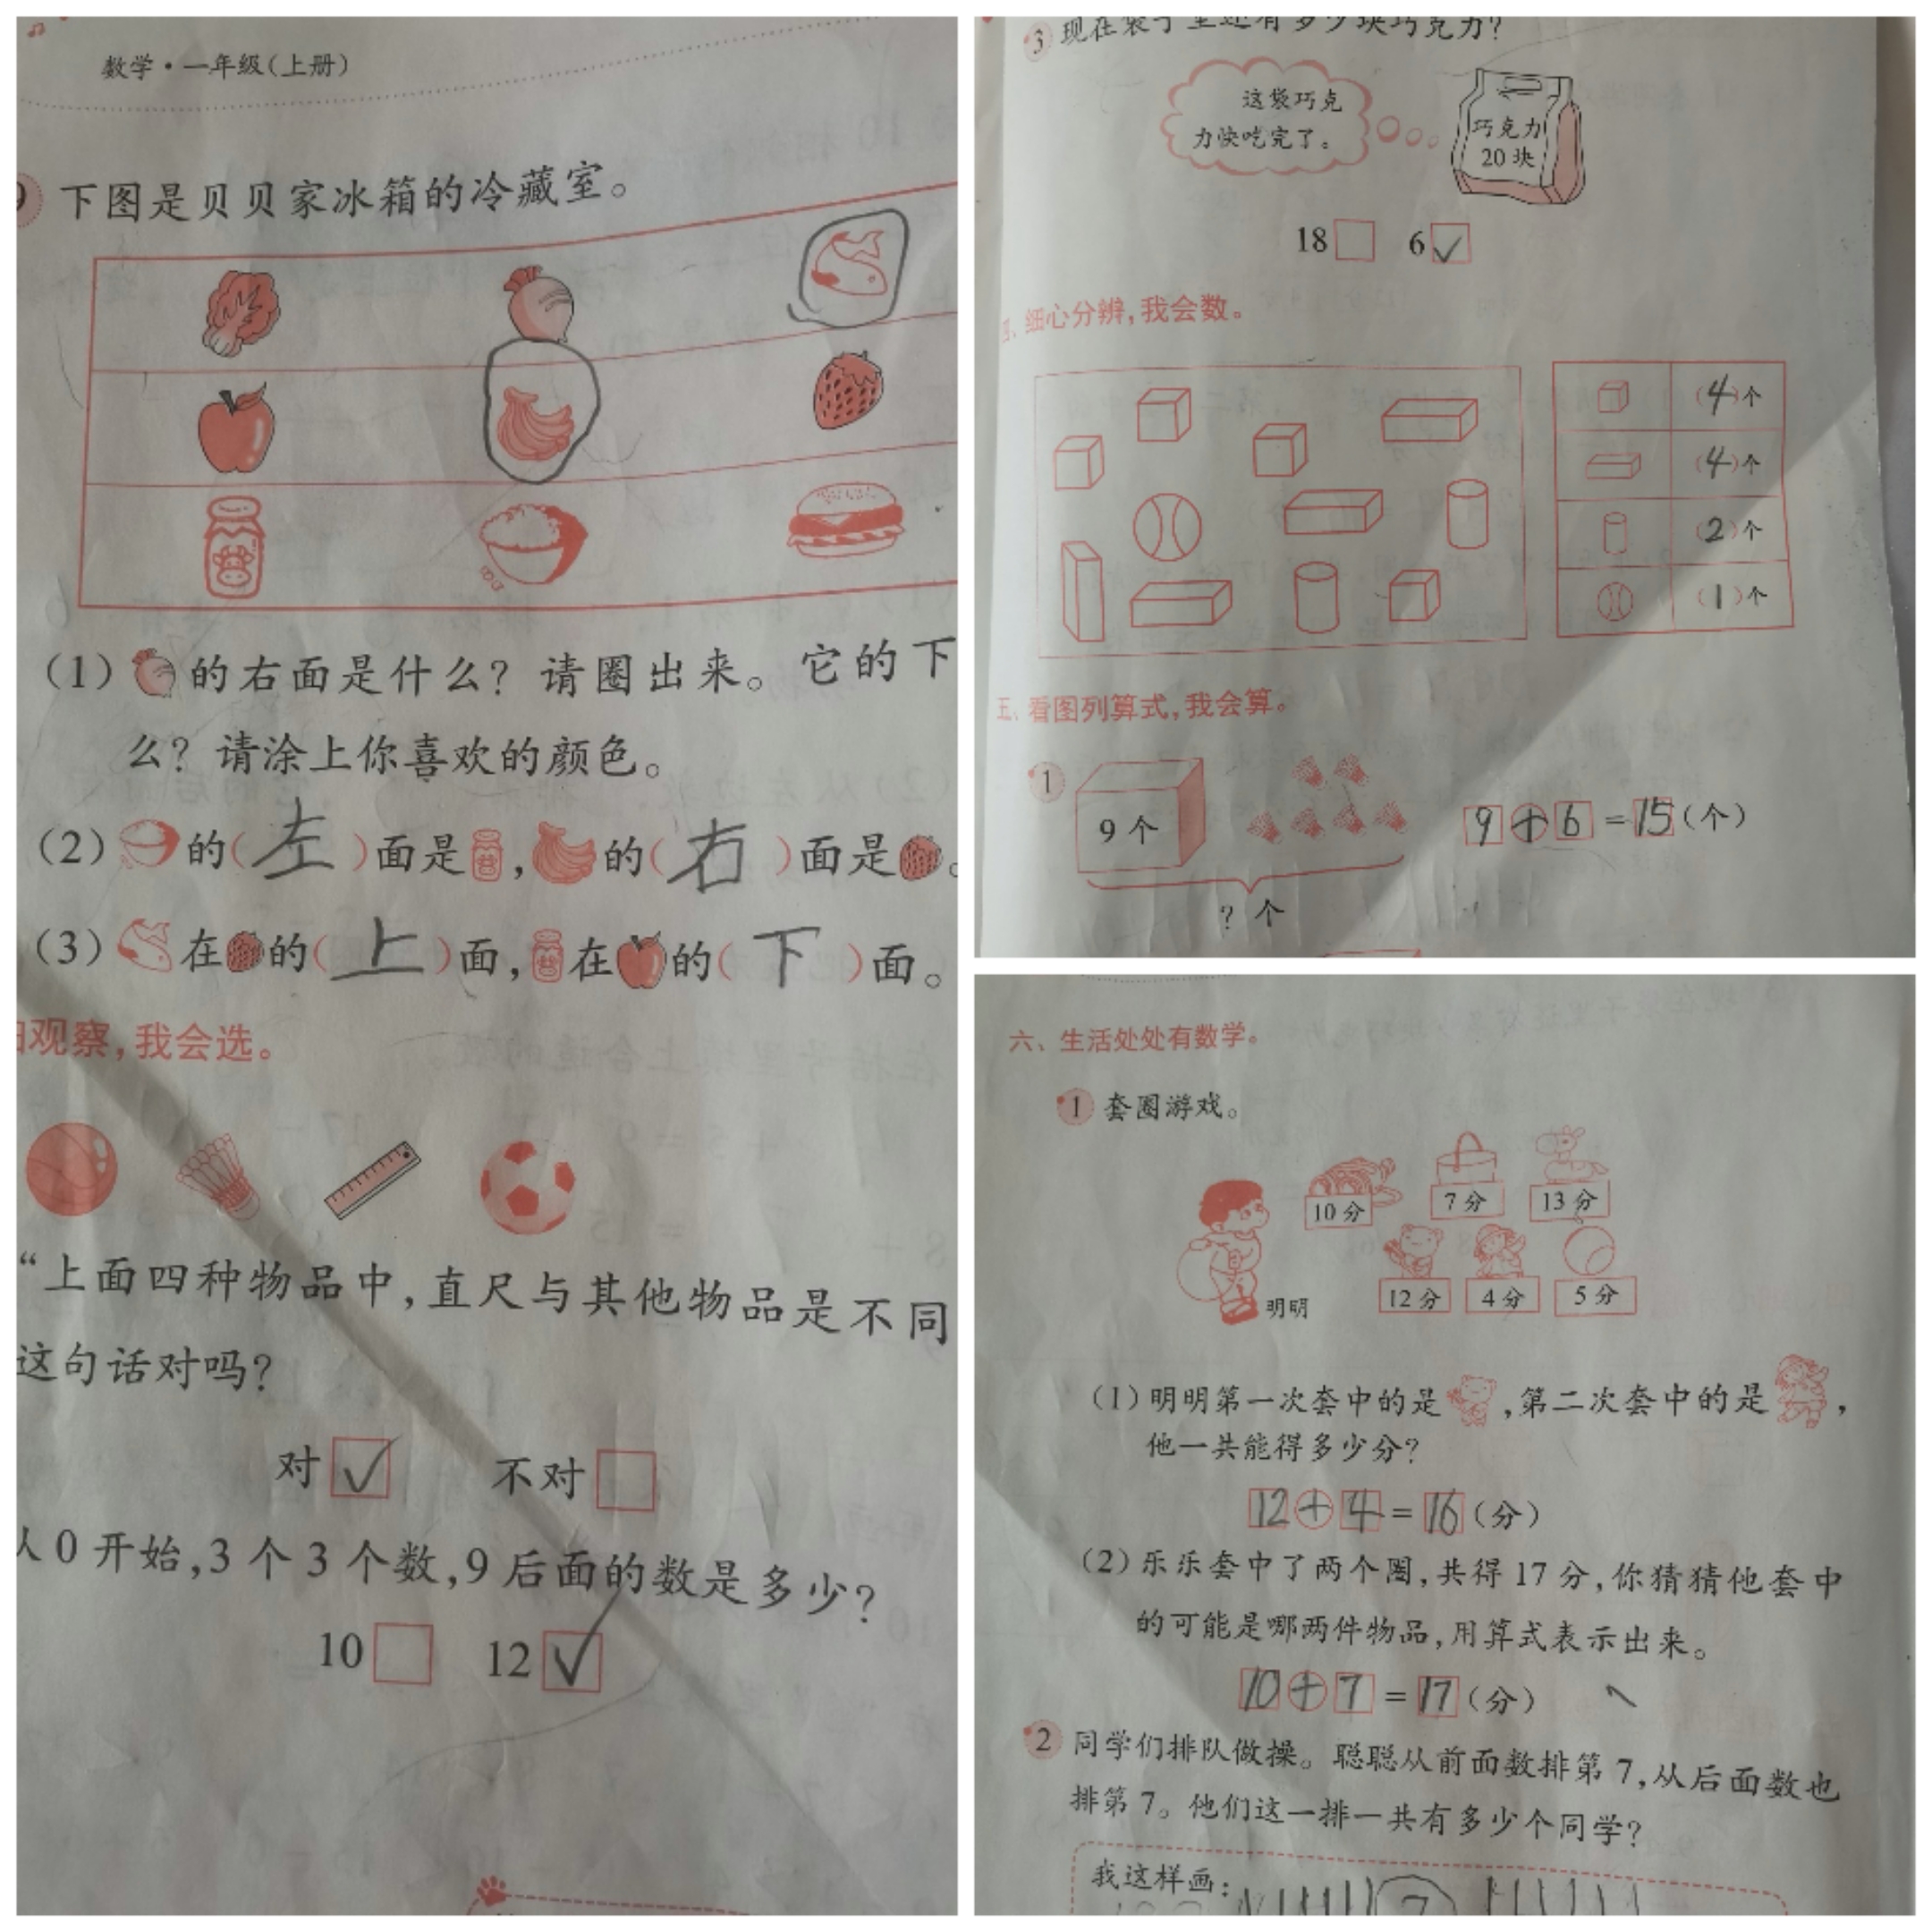 数学·一年级(上册)
下图是贝贝家冰箱的冷藏室。
(1) 的右面是什么？请圈出来。它的下
么？请涂上你喜欢的颜色。
(2) 的(左)面是 , 的(右)面是 。
(3) 在 的(上)面, 在 的(下)面。
观察,我会选。
“上面四种物品中,直尺与其他物品是不同
这句话对吗？
对 ✓ 不对
从0开始,3个3个数,9后面的数是多少？
10 12 ✓
3 现在袋子里还有多少块巧克力？
这袋巧克
力快吃完了。
巧克力
20块
18 6 ✓
细心分辨,我会数。
(4)个
(4)个
(2)个
(1)个
五、看图列算式,我会算。
1
9个
9+6=15(个)
? 个
六、生活处处有数学。
1 套圈游戏。
10分 7分 13分
12分 4分 5分
明明
(1)明明第一次套中的是 ,第二次套中的是 ,
他一共能得多少分？
12+4=16(分)
(2)乐乐套中了两个圈,共得17分,你猜猜他套中
的可能是哪两件物品,用算式表示出来。
10+7=17(分)
2 同学们排队做操。聪聪从前面数排第7,从后面数也
排第7。他们这一排一共有多少个同学？
我这样画：
7